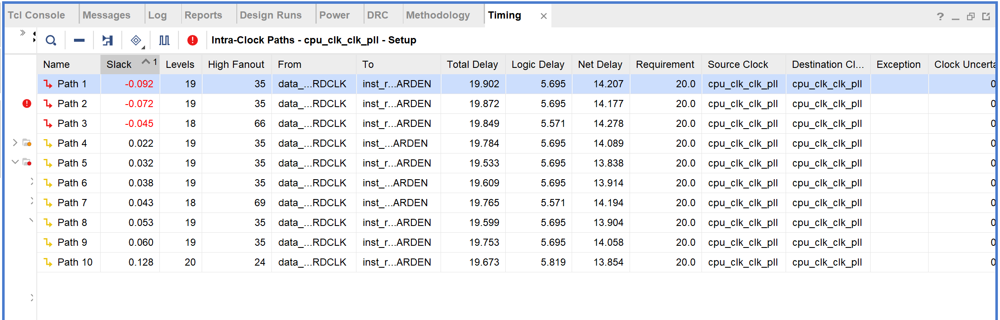 Tcl Console Messages Log Reports Design Runs Power DRC Methodology Timing
Intra-Clock Paths - cpu_clk_clk_pll - Setup
Name Slack 1 Levels High Fanout From To Total Delay Logic Delay Net Delay Requirement Source Clock Destination Cl... Exception Clock Uncerta
Path 1 -0.092 19 35 data_...RDCLK inst_r...ARDEN 19.902 5.695 14.207 20.0 cpu_clk_clk_pll cpu_clk_clk_pll 0
Path 2 -0.072 19 35 data_...RDCLK inst_r...ARDEN 19.872 5.695 14.177 20.0 cpu_clk_clk_pll cpu_clk_clk_pll 0
Path 3 -0.045 18 66 data_...RDCLK inst_r...ARDEN 19.849 5.571 14.278 20.0 cpu_clk_clk_pll cpu_clk_clk_pll 0
Path 4 0.022 19 35 data_...RDCLK inst_...ARDEN 19.784 5.695 14.089 20.0 cpu_clk_clk_pll cpu_clk_clk_pll 0
Path 5 0.032 19 35 data_...RDCLK inst_r...ARDEN 19.533 5.695 13.838 20.0 cpu_clk_clk_pll cpu_clk_clk_pll 0
Path 6 0.038 19 35 data_...RDCLK inst_...ARDEN 19.609 5.695 13.914 20.0 cpu_clk_clk_pll cpu_clk_clk_pll 0
Path 7 0.043 18 69 data_...RDCLK inst_...ARDEN 19.765 5.571 14.194 20.0 cpu_clk_clk_pll cpu_clk_clk_pll 0
Path 8 0.053 19 35 data_...RDCLK inst_r...ARDEN 19.599 5.695 13.904 20.0 cpu_clk_clk_pll cpu_clk_clk_pll 0
Path 9 0.060 19 35 data_...RDCLK inst_r...ARDEN 19.753 5.695 14.058 20.0 cpu_clk_clk_pll cpu_clk_clk_pll 0
Path 10 0.128 20 24 data_...RDCLK inst_r...ARDEN 19.673 5.819 13.854 20.0 cpu_clk_clk_pll cpu_clk_clk_pll 0